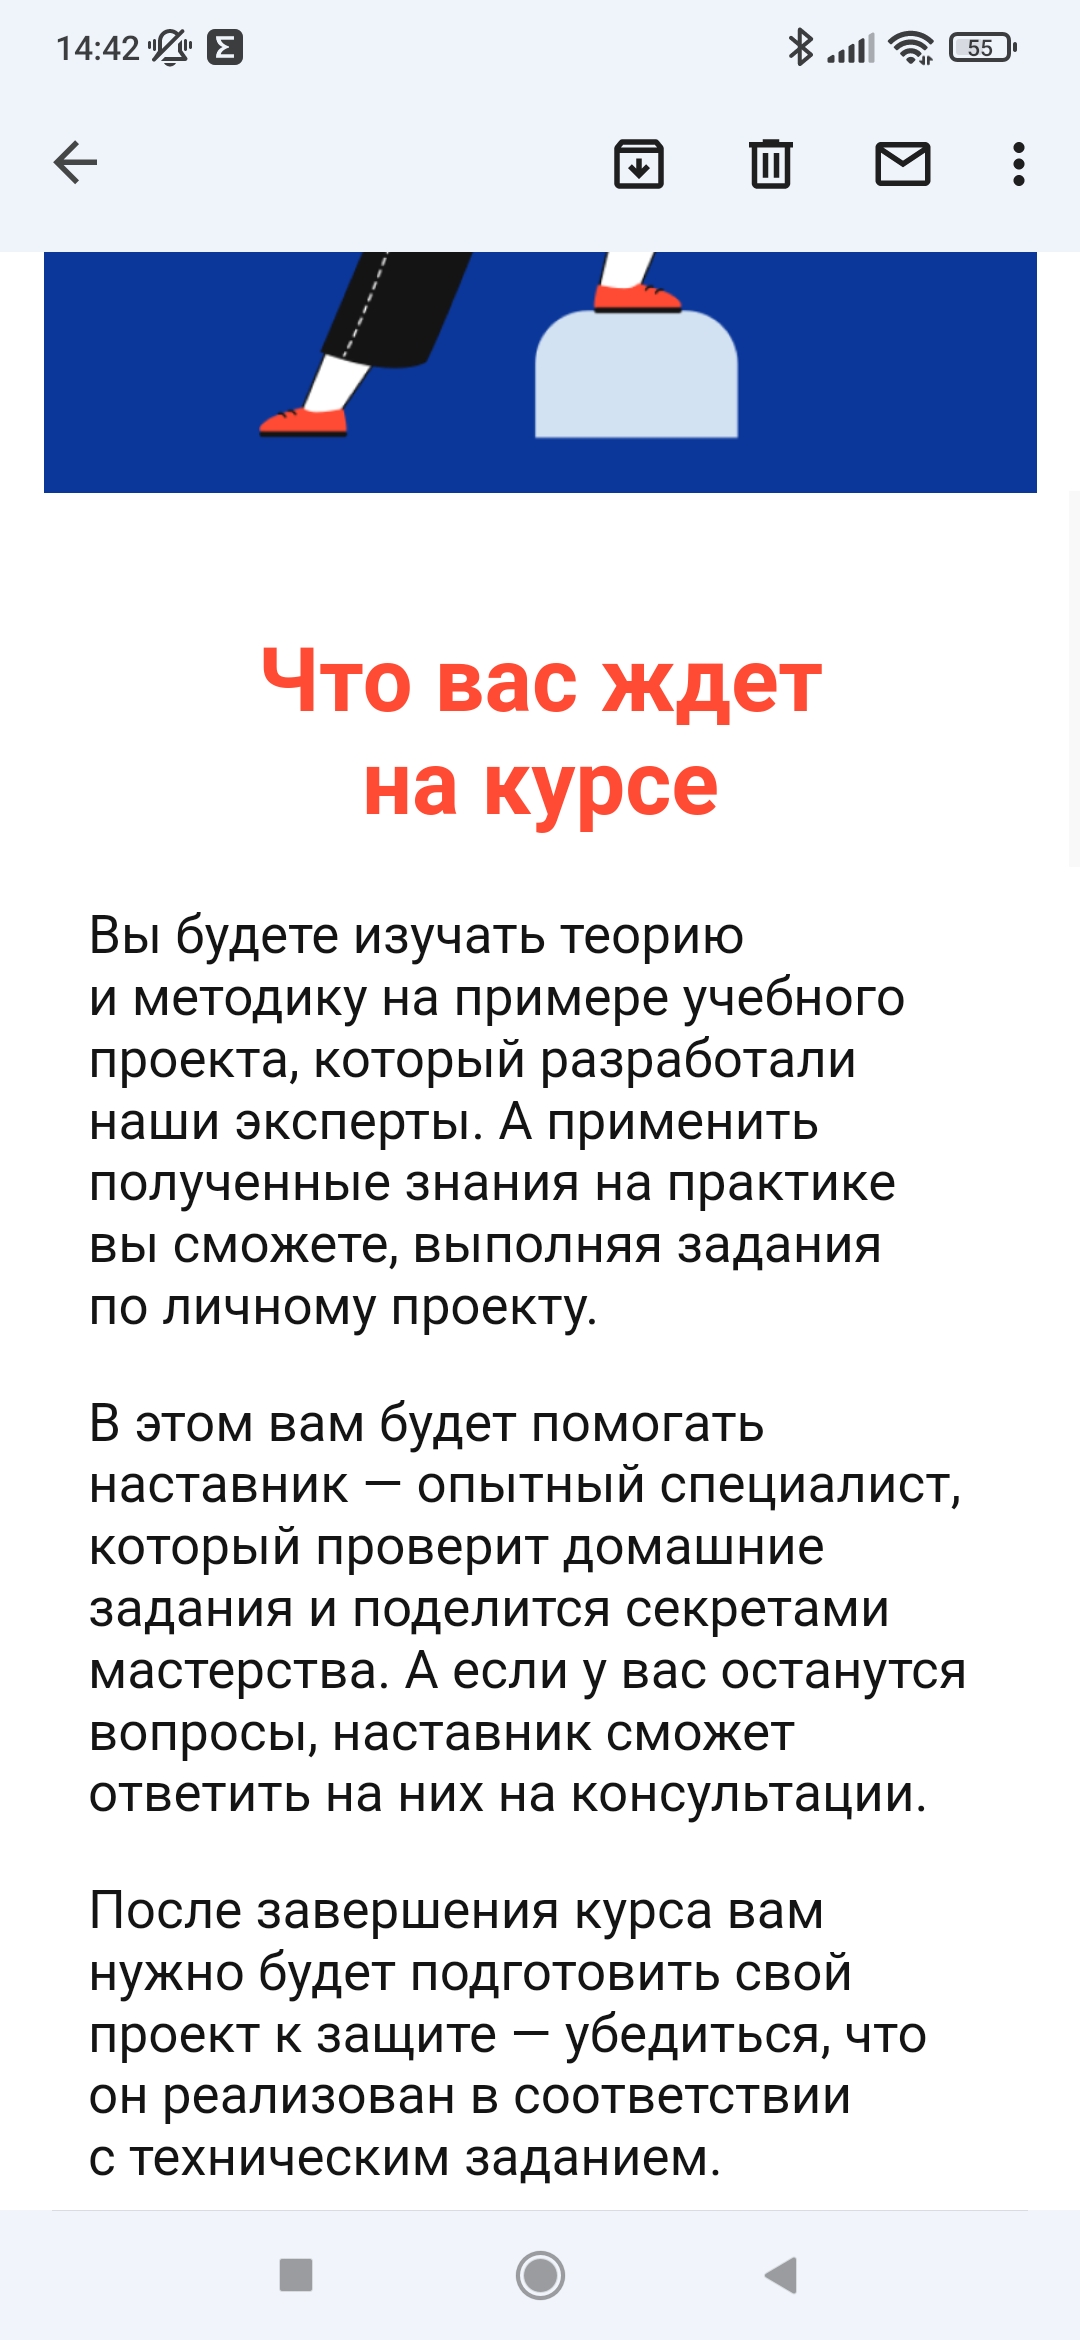 14:42
55
Что вас ждет
на курсе
Вы будете изучать теорию
и методику на примере учебного
проекта, который разработали
наши эксперты. А применить
полученные знания на практике
вы сможете, выполняя задания
по личному проекту.
В этом вам будет помогать
наставник — опытный специалист,
который проверит домашние
задания и поделится секретами
мастерства. А если у вас останутся
вопросы, наставник сможет
ответить на них на консультации.
После завершения курса вам
нужно будет подготовить свой
проект к защите — убедиться, что
он реализован в соответствии
с техническим заданием.